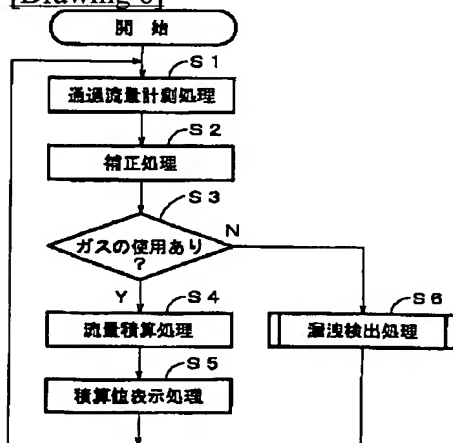 [Drawing 6]
開 始
S1
通過流量計測処理
S2
補正処理
S3
ガスの使用あり
?
N
Y
S4
流量積算処理
S6
漏洩検出処理
S5
積算値表示処理